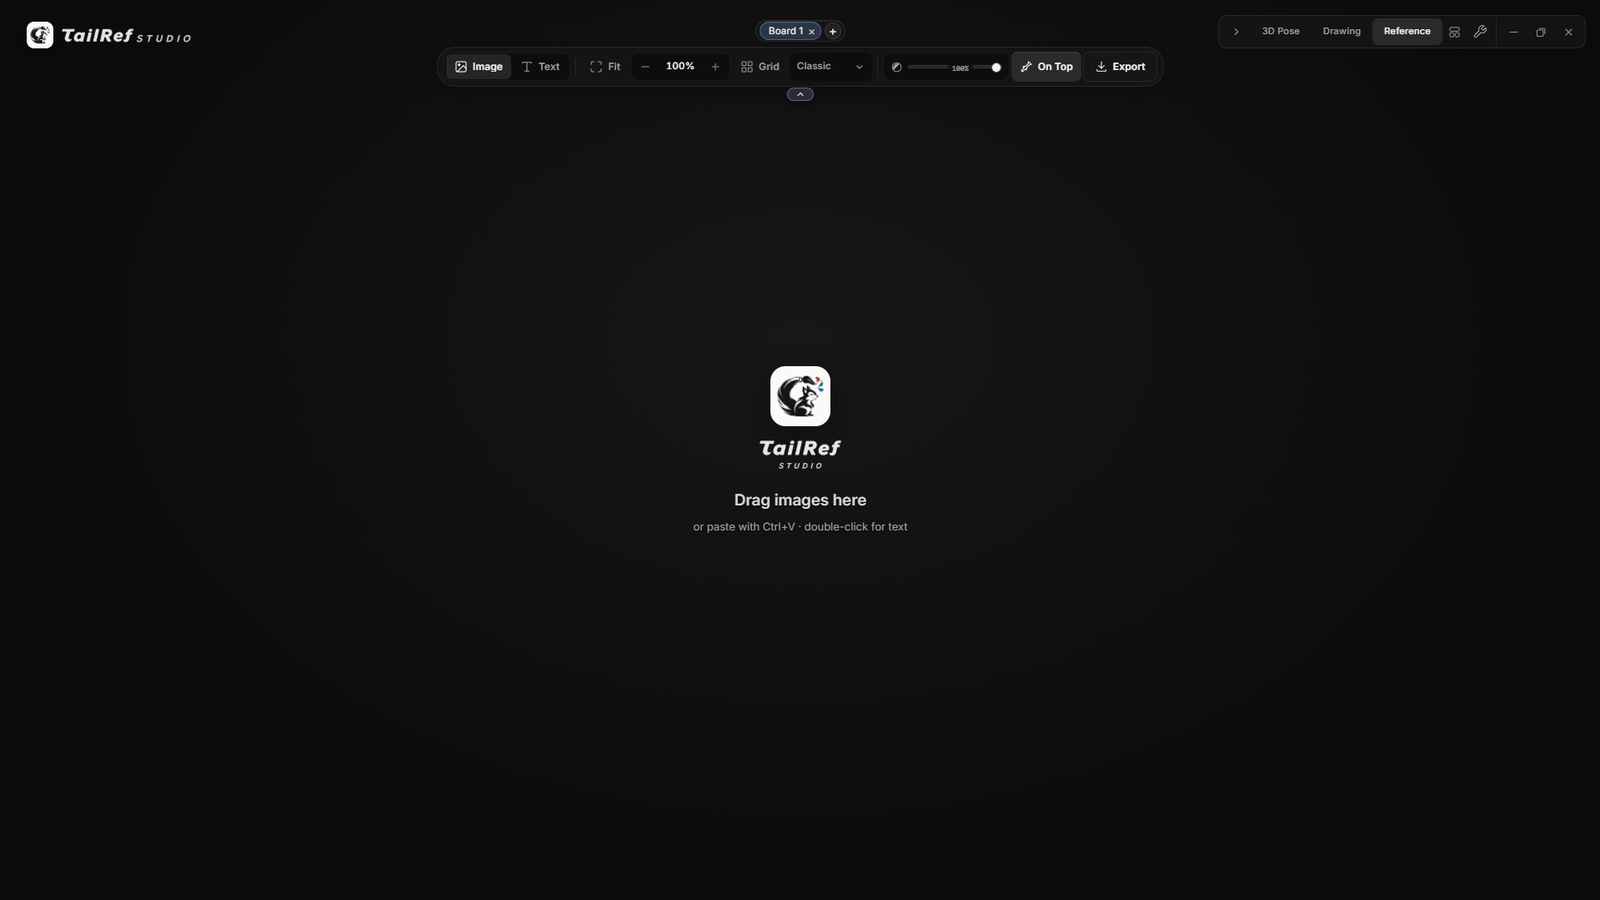 TailRef STUDIO
Board 1 × +
3D Pose Drawing Reference
Image Text Fit 100% Grid Classic 100% On Top Export
TailRef
STUDIO
Drag images here
or paste with Ctrl+V · double-click for text